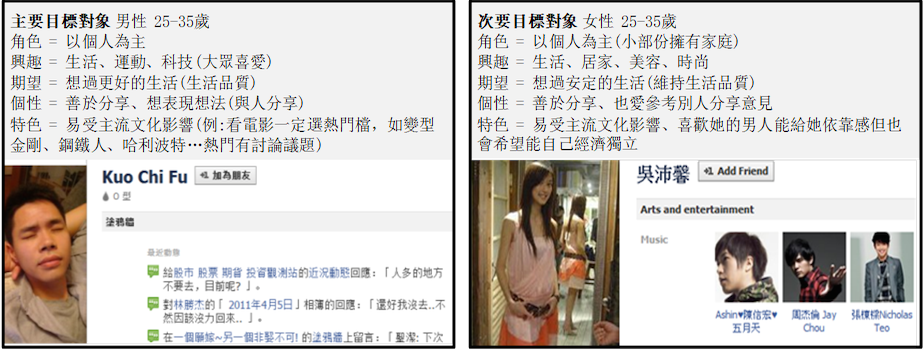 主要目標對象 男性 25-35歲
角色 = 以個人為主
興趣 = 生活、運動、科技(大眾喜愛)
期望 = 想過更好的生活(生活品質)
個性 = 善於分享、想表現想法(與人分享)
特色 = 易受主流文化影響(例:看電影一定選熱門檔，如變型
金剛、鋼鐵人、哈利波特…熱門有討論議題)
Kuo Chi Fu +1 加為朋友
O 型
塗鴉牆
最近動態
給股市 股票 期貨 投資觀測站的近況動態回應：「人多的地方
不要去，目前呢？」。
對林勝杰的「 2011年4月5日」相簿的回應：「還好我沒去..不
然因該沒力回來..」。
在一個願嫁~另一個非娶不可! 的塗鴉牆上留言：「聖潔: 下次
次要目標對象 女性 25-35歲
角色 = 以個人為主(小部份擁有家庭)
興趣 = 生活、居家、美容、時尚
期望 = 想過安定的生活(維持生活品質)
個性 = 善於分享、也愛參考別人分享意見
特色 = 易受主流文化影響、喜歡她的男人能給她依靠感但也
會希望能自己經濟獨立
吳沛馨 +1 Add Friend
Arts and entertainment
Music
Ashin♥陳信宏♥ 周杰倫 Jay 張棟樑Nicholas
五月天 Chou Teo